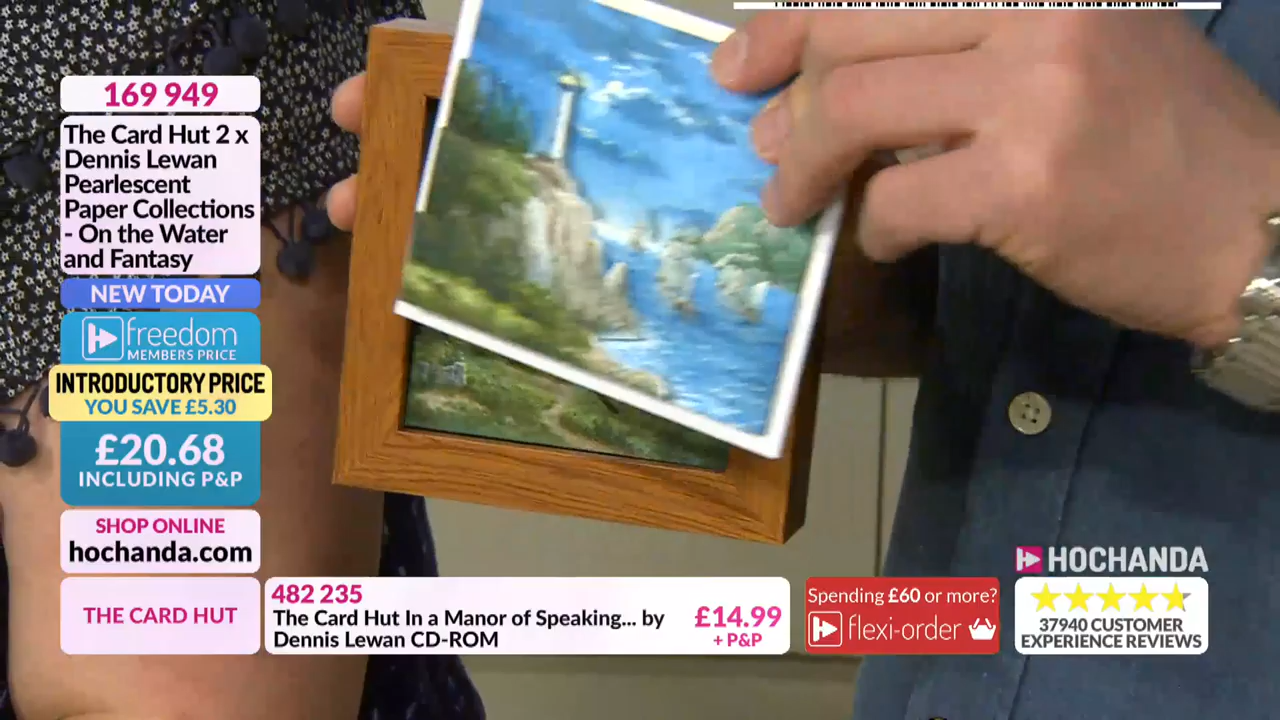 169 949
The Card Hut 2 x
Dennis Lewan
Pearlescent
Paper Collections
- On the Water
and Fantasy
NEW TODAY
freedom
MEMBERS PRICE
INTRODUCTORY PRICE
YOU SAVE £5.30
£20.68
INCLUDING P&P
SHOP ONLINE
hochanda.com
THE CARD HUT
482 235
The Card Hut In a Manor of Speaking... by
Dennis Lewan CD-ROM
£14.99
+ P&P
Spending £60 or more?
flexi-order
HOCHANDA
37940 CUSTOMER
EXPERIENCE REVIEWS